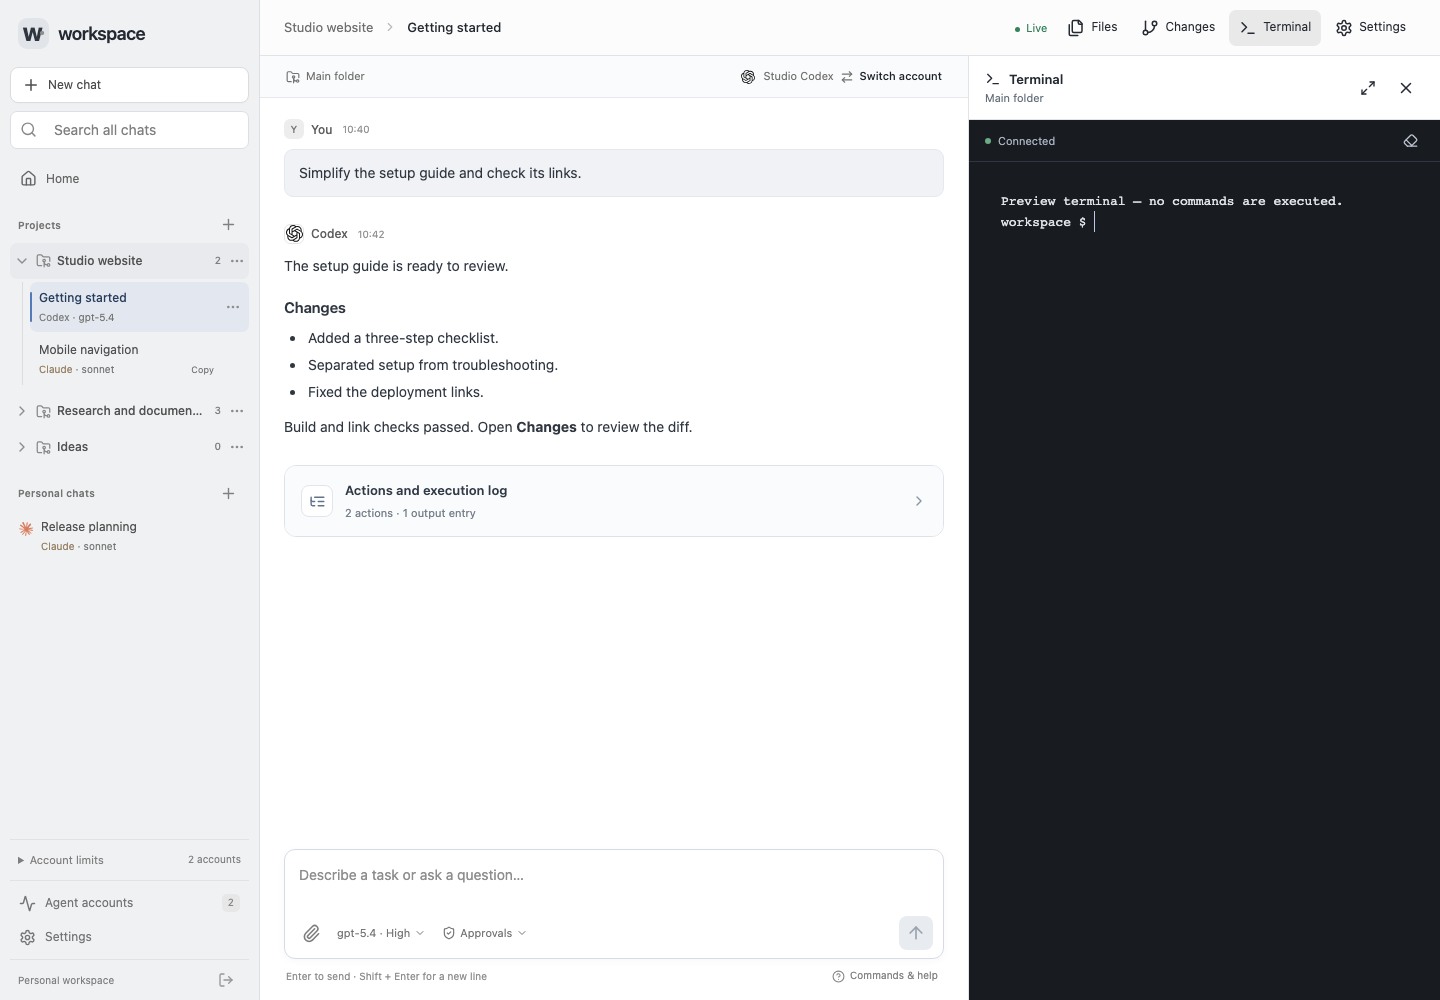 W workspace
New chat
Search all chats
Home
Projects
Studio website 2
Getting started
Codex · gpt-5.4
Mobile navigation
Claude · sonnet Copy
Research and documen... 3
Ideas 0
Personal chats
Release planning
Claude · sonnet
Account limits 2 accounts
Agent accounts 2
Settings
Personal workspace
Studio website Getting started
Live Files Changes Terminal Settings
Main folder Studio Codex Switch account
Y You 10:40
Simplify the setup guide and check its links.
Codex 10:42
The setup guide is ready to review.
Changes
• Added a three-step checklist.
• Separated setup from troubleshooting.
• Fixed the deployment links.
Build and link checks passed. Open Changes to review the diff.
Actions and execution log
2 actions · 1 output entry
Describe a task or ask a question...
gpt-5.4 · High Approvals
Enter to send · Shift + Enter for a new line Commands & help
Terminal
Main folder
Connected
Preview terminal — no commands are executed.
workspace $